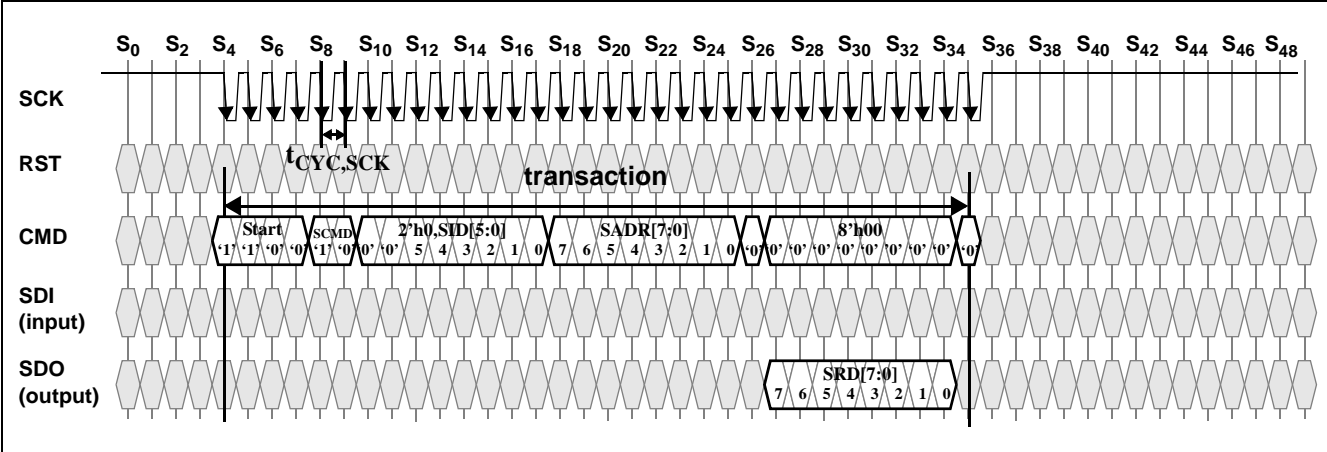 S0 S2 S4 S6 S8 S10 S12 S14 S16 S18 S20 S22 S24 S26 S28 S30 S32 S34 S36 S38 S40 S42 S44 S46 S48
SCK
tCYC,SCK
RST
transaction
CMD
Start SCMD 2'h0,SID[5:0] SADR[7:0] 8'h00
‘1’ ‘1’ ‘0’ ‘0’ ‘1’ ‘0’ ‘0’ ‘0’ 5 4 3 2 1 0 7 6 5 4 3 2 1 0 ‘0’ ‘0’ ‘0’ ‘0’ ‘0’ ‘0’ ‘0’ ‘0’ ‘0’ ‘0’
SDI
(input)
SDO
(output)
SRD[7:0]
7 6 5 4 3 2 1 0